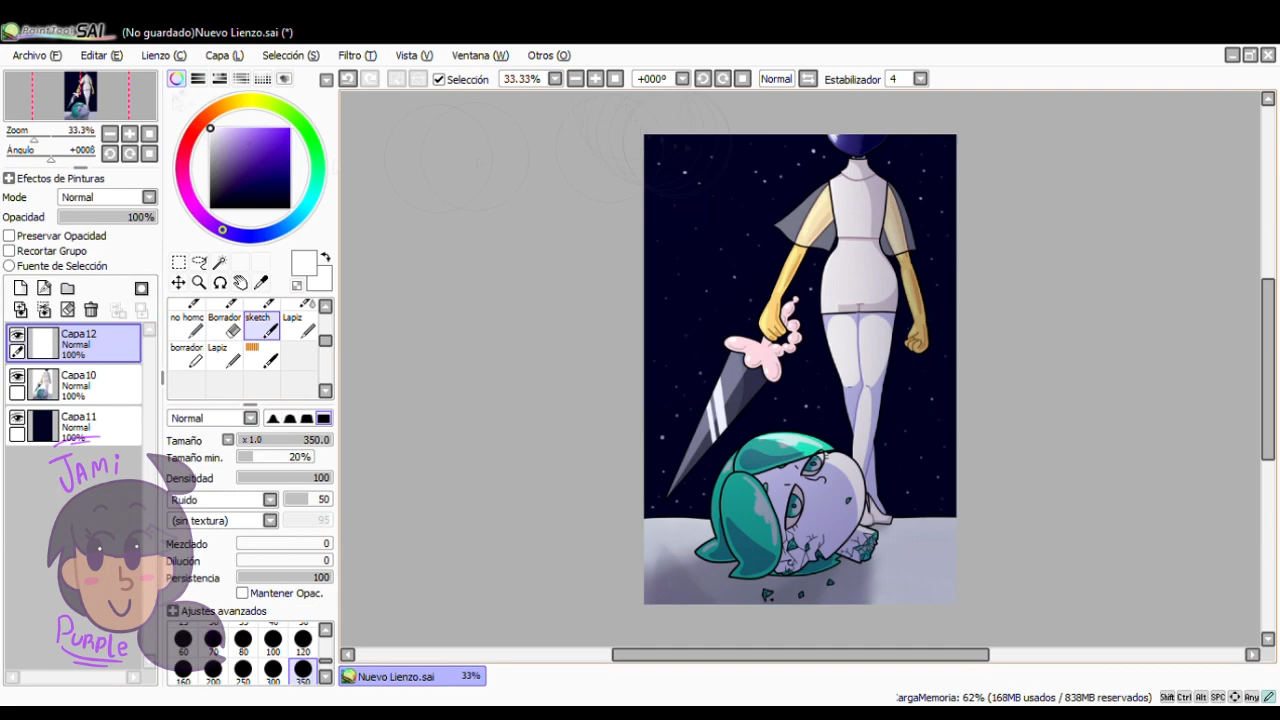 PaintTool SAI (No guardado)Nuevo Lienzo.sai (*)
Archivo (F) Editar (E) Lienzo (C) Capa (L) Selección (S) Filtro (T) Vista (V) Ventana (W) Otros (O)
Selección 33.33% +000º Normal Estabilizador 4
Zoom 33.3%
Ángulo +000ß
Efectos de Pinturas
Mode Normal
Opacidad 100%
Preservar Opacidad
Recortar Grupo
Fuente de Selección
Capa12
Normal
100%
Capa10
Normal
100%
Capa11
Normal
100%
JAMI
PURPLE
no homc Borrador sketch Lapiz
borrador Lapiz
Normal
Tamaño x 1.0 350.0
Tamaño min. 20%
Densitidad 100
Ruido 50
(sin textura) 95
Mezclado 0
Dilución 0
Persistencia 100
Mantener Opac.
Ajustes avanzados
60 70 80 100 120
160 200 250 300 350
Nuevo Lienzo.sai 33%
CargaMemoria: 62% (168MB usados / 838MB reservados) Shift Ctrl Alt SPC Any